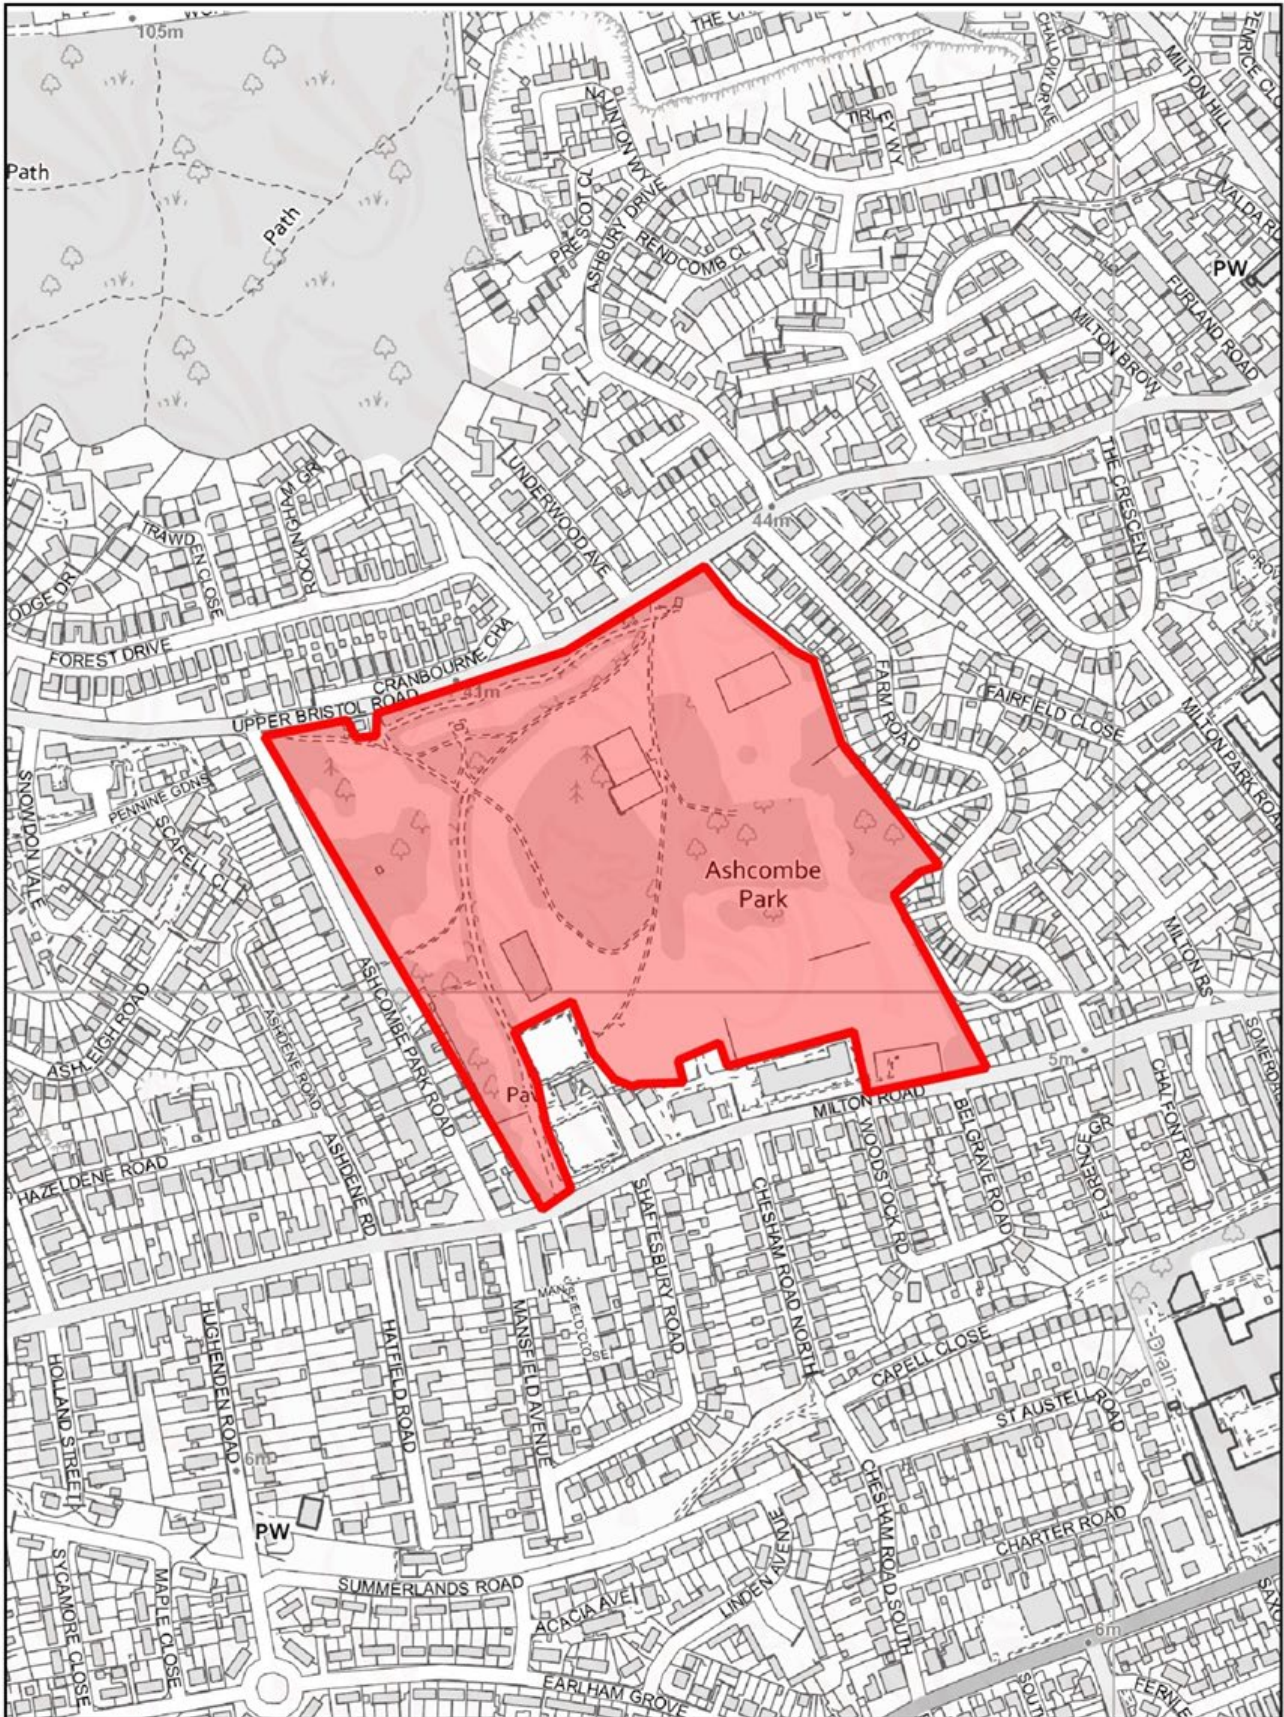 105m
MILTON HILL
NAUNTON WY
TIRLEY WY
CHALLOW DRIVE
Path
Path
PRESCOT CL
ASHBURY DRIVE
RENDCOMB CL
PW
FURLAND ROAD
MILTON BROW
UNDERWOOD AVE
THE CRESCENT
ROCKINGHAM GR
TRAWDEN CLOSE
44m
FOREST DRIVE
CRANBOURNE CHA
43m
UPPER BRISTOL ROAD
FARM ROAD
FAIRFIELD CLOSE
MILTON PARK ROAD
SNOWDON VALE
PENNINE GDNS
SCAFELL CL
Ashcombe
Park
MILTON RS
ASHCOMBE PARK ROAD
ASHLEIGH ROAD
ASHDENE ROAD
5m
Pav
MILTON ROAD
CHALFONT RD
HAZELDENE ROAD
ASHDENE RD
WOODSTOCK RD
BELGRAVE ROAD
FLORENCE GR
SHAFTESBURY ROAD
CHESHAM ROAD NORTH
MANSFIELD CLOSE
MANSFIELD AVENUE
HUGHENDEN ROAD
HATFIELD ROAD
HOLLAND STREET
CAPELL CLOSE
Drain
ST AUSTELL ROAD
6m
PW
CHESHAM ROAD SOUTH
CHARTER ROAD
SYCAMORE CLOSE
MAPLE CLOSE
SUMMERLANDS ROAD
ACACIA AVE
LINDEN AVENUE
6m
EARLHAM GROVE